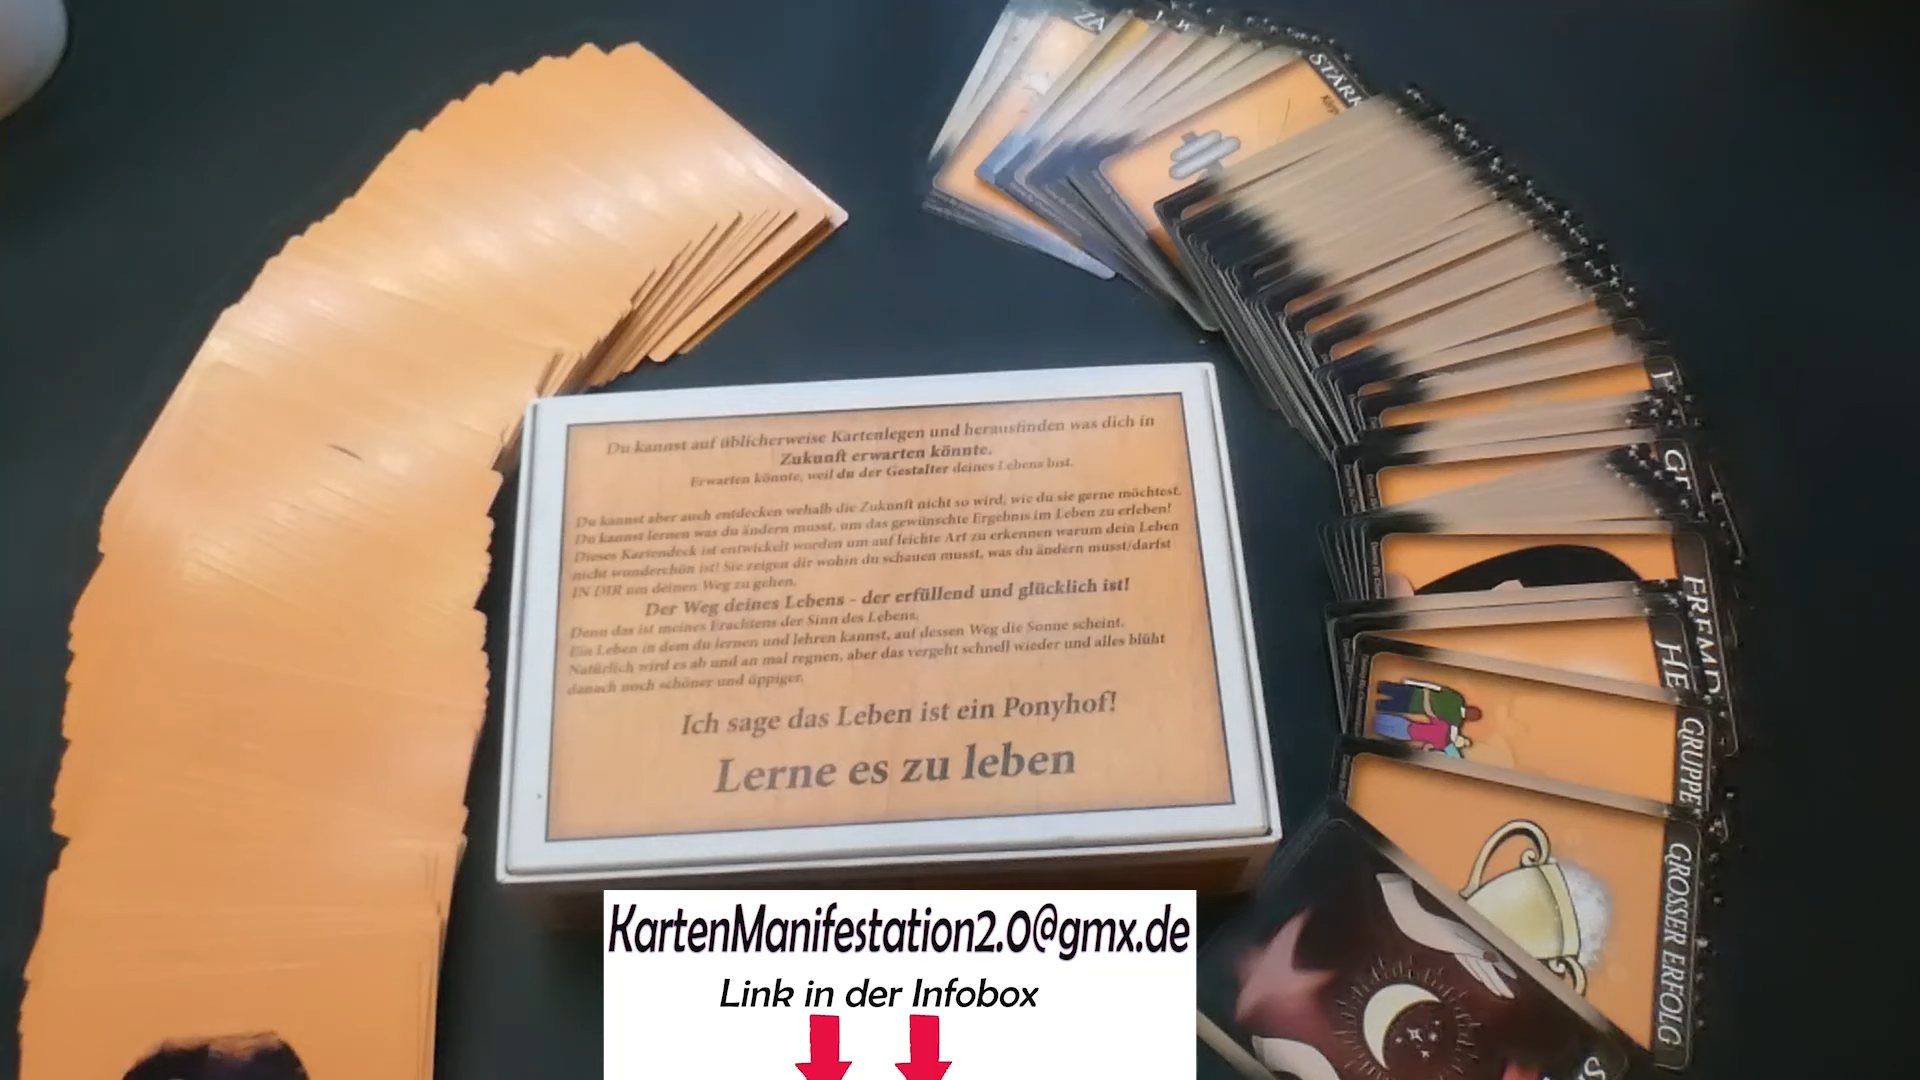 STÄRK
Du kannst auf üblicherweise Kartenlegen und herausfinden was dich in
Zukunft erwarten könnte.
Erwarten könnte, weil du der Gestalter deines Lebens bist.
Du kannst aber auch entdecken wehalb die Zukunft nicht so wird, wie du sie gerne möchtest.
Du kannst lernen was du ändern musst, um das gewünschte Ergebnis im Leben zu erleben!
Dieses Kartendeck ist entwickelt worden um auf leichte Art zu erkennen warum dein Leben
nicht wunderschön ist! Sie zeigen dir wohin du schauen musst, was du ändern musst/darfst
IN DIR um deinen Weg zu gehen.
Der Weg deines Lebens - der erfüllend und glücklich ist!
Denn das ist meines Erachtens der Sinn des Lebens,
Ein Leben in dem du lernen und lehren kannst, auf dessen Weg die Sonne scheint.
Natürlich wird es ab und an mal regnen, aber das vergeht schnell wieder und alles blüht
danach noch schöner und üppiger.
Ich sage das Leben ist ein Ponyhof!
Lerne es zu leben
GR
FREMD
HE
GRUPPE
GROSSER ERFOLG
KartenManifestation2.0@gmx.de
Link in der Infobox